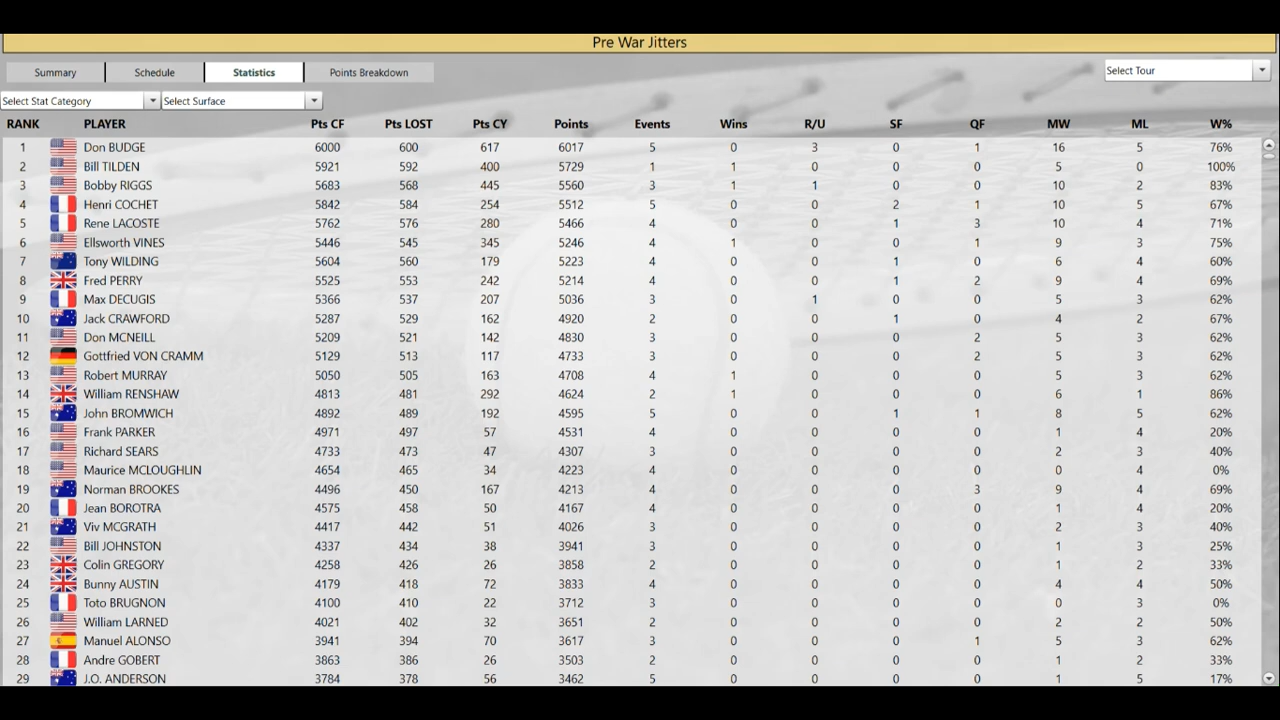 Pre War Jitters
Summary Schedule Statistics Points Breakdown Select Tour
Select Stat Category Select Surface
RANK PLAYER Pts CF Pts LOST Pts CY Points Events Wins R/U SF QF MW ML W%
1 Don BUDGE 6000 600 617 6017 5 0 3 0 1 16 5 76%
2 Bill TILDEN 5921 592 400 5729 1 1 0 0 0 5 0 100%
3 Bobby RIGGS 5683 568 445 5560 3 1 1 0 0 10 2 83%
4 Henri COCHET 5842 584 254 5512 5 0 0 2 1 10 5 67%
5 Rene LACOSTE 5762 576 280 5466 4 0 0 1 3 10 4 71%
6 Ellsworth VINES 5446 545 345 5246 4 1 0 0 1 9 3 75%
7 Tony WILDING 5604 560 179 5223 4 0 0 1 0 6 4 60%
8 Fred PERRY 5525 553 242 5214 4 0 0 1 2 9 4 69%
9 Max DECUGIS 5366 537 207 5036 3 0 1 0 0 5 3 62%
10 Jack CRAWFORD 5287 529 162 4920 2 0 0 1 0 4 2 67%
11 Don MCNEILL 5209 521 142 4830 3 0 0 0 2 5 3 62%
12 Gottfried VON CRAMM 5129 513 117 4733 3 0 0 0 2 5 3 62%
13 Robert MURRAY 5050 505 163 4708 4 1 0 0 0 5 3 62%
14 William RENSHAW 4813 481 292 4624 2 1 0 0 0 6 1 86%
15 John BROMWICH 4892 489 192 4595 5 0 0 1 1 8 5 62%
16 Frank PARKER 4971 497 57 4531 4 0 0 0 0 1 4 20%
17 Richard SEARS 4733 473 47 4307 3 0 0 0 0 2 3 40%
18 Maurice MCLOUGHLIN 4654 465 34 4223 4 0 0 0 0 0 4 0%
19 Norman BROOKES 4496 450 167 4213 4 0 0 0 3 9 4 69%
20 Jean BOROTRA 4575 458 50 4167 4 0 0 0 0 1 4 20%
21 Viv MCGRATH 4417 442 51 4026 3 0 0 0 0 2 3 40%
22 Bill JOHNSTON 4337 434 38 3941 3 0 0 0 0 1 3 25%
23 Colin GREGORY 4258 426 26 3858 2 0 0 0 0 1 2 33%
24 Bunny AUSTIN 4179 418 72 3833 4 0 0 0 0 4 4 50%
25 Toto BRUGNON 4100 410 22 3712 3 0 0 0 0 0 3 0%
26 William LARNED 4021 402 32 3651 2 0 0 0 0 2 2 50%
27 Manuel ALONSO 3941 394 70 3617 3 0 0 0 1 5 3 62%
28 Andre GOBERT 3863 386 26 3503 2 0 0 0 0 1 2 33%
29 J.O. ANDERSON 3784 378 56 3462 5 0 0 0 0 1 5 17%